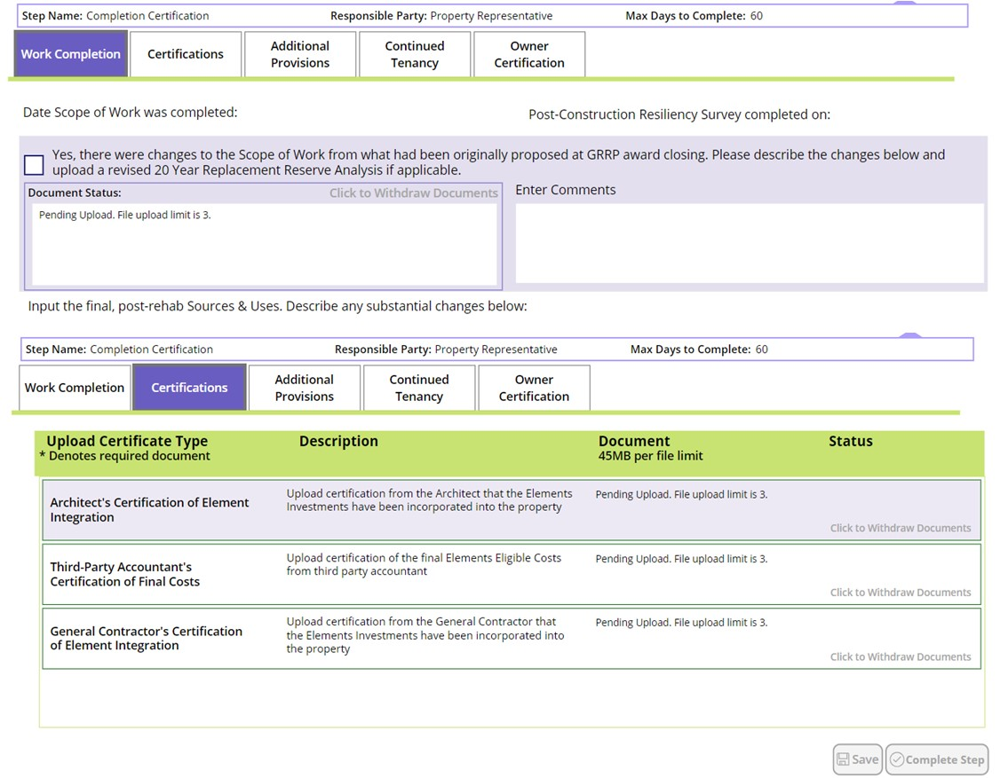 Step Name: Completion Certification Responsible Party: Property Representative Max Days to Complete: 60
Work Completion
Certifications
Additional
Provisions
Continued
Tenancy
Owner
Certification
Date Scope of Work was completed:
Post-Construction Resiliency Survey completed on:
Yes, there were changes to the Scope of Work from what had been originally proposed at GRRP award closing. Please describe the changes below and
upload a revised 20 Year Replacement Reserve Analysis if applicable.
Document Status: Click to Withdraw Documents
Pending Upload. File upload limit is 3.
Enter Comments
Input the final, post-rehab Sources & Uses. Describe any substantial changes below:
Step Name: Completion Certification Responsible Party: Property Representative Max Days to Complete: 60
Work Completion
Certifications
Additional
Provisions
Continued
Tenancy
Owner
Certification
Upload Certificate Type
* Denotes required document
Description
Document
45MB per file limit
Status
Architect's Certification of Element
Integration
Upload certification from the Architect that the Elements
Investments have been incorporated into the property
Pending Upload. File upload limit is 3.
Click to Withdraw Documents
Third-Party Accountant's
Certification of Final Costs
Upload certification of the final Elements Eligible Costs
from third party accountant
Pending Upload. File upload limit is 3.
Click to Withdraw Documents
General Contractor's Certification
of Element Integration
Upload certification from the General Contractor that
the Elements Investments have been incorporated into
the property
Pending Upload. File upload limit is 3.
Click to Withdraw Documents
Save
Complete Step